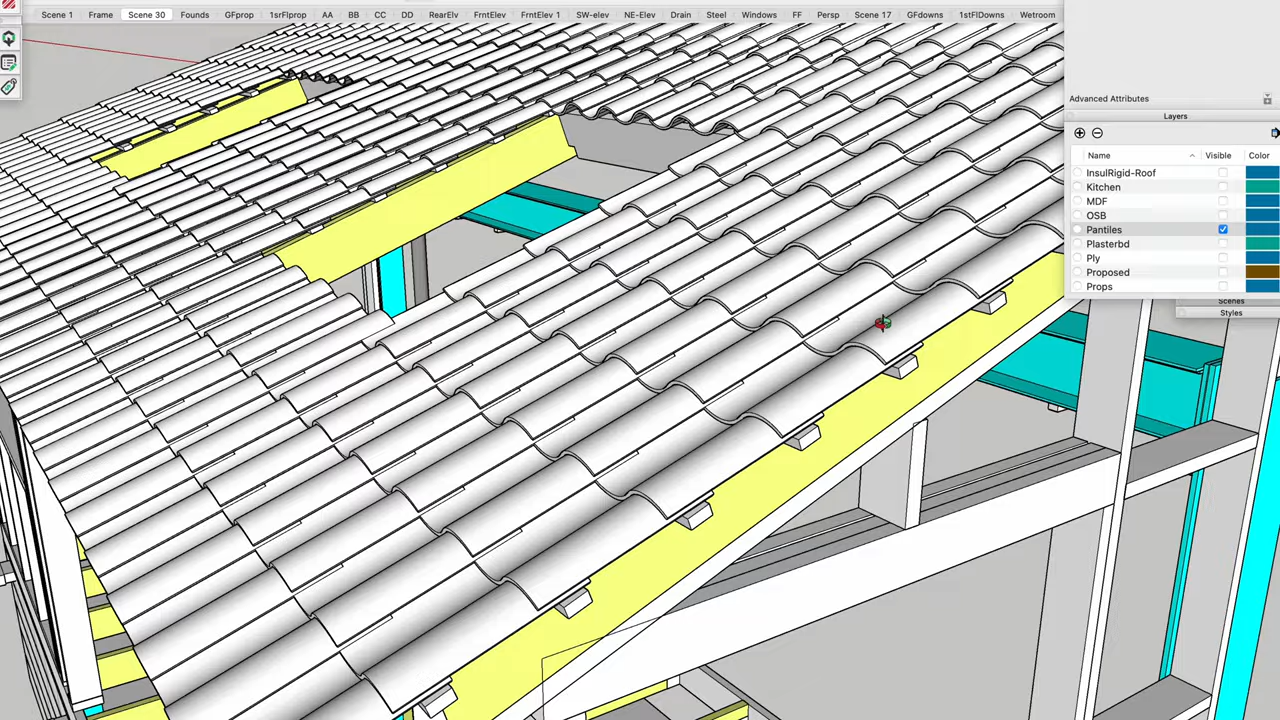 Scene 1 Frame Scene 30 Founds GFprop 1srFlprop AA BB CC DD RearElv FrntElev FrntElev 1 SW-elev NE-Elev Drain Steel Windows FF Persp Scene 17 GFdowns 1stFlDowns Wetroom
Advanced Attributes
Layers
Name Visible Color
InsulRigid-Roof
Kitchen
MDF
OSB
Pantiles
Plasterbd
Ply
Proposed
Props
Scenes
Styles